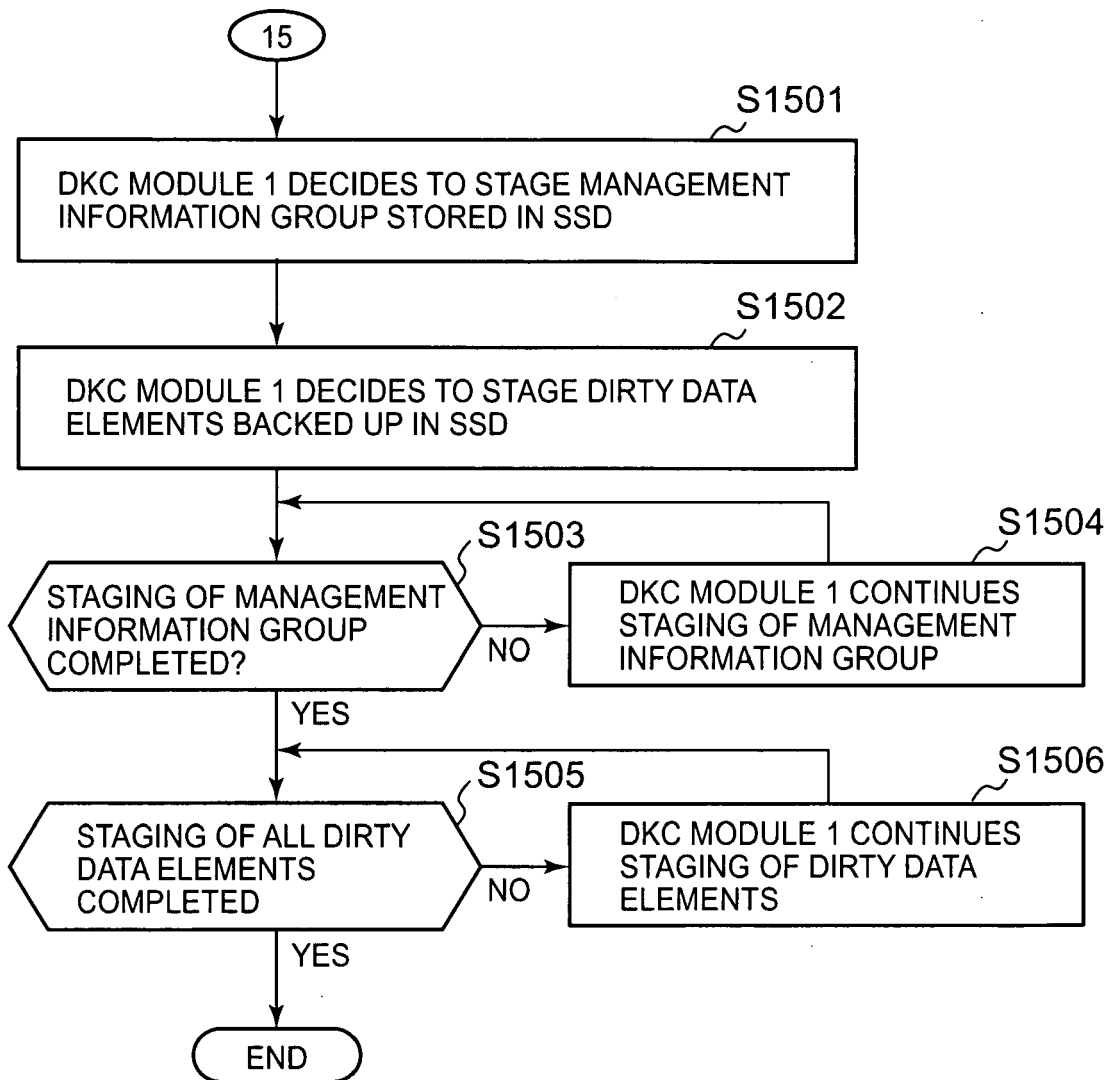 15
S1501
DKC MODULE 1 DECIDES TO STAGE MANAGEMENT
INFORMATION GROUP STORED IN SSD
S1502
DKC MODULE 1 DECIDES TO STAGE DIRTY DATA
ELEMENTS BACKED UP IN SSD
S1503
STAGING OF MANAGEMENT
INFORMATION GROUP
COMPLETED?
NO
YES
S1504
DKC MODULE 1 CONTINUES
STAGING OF MANAGEMENT
INFORMATION GROUP
S1505
STAGING OF ALL DIRTY
DATA ELEMENTS
COMPLETED
NO
YES
S1506
DKC MODULE 1 CONTINUES
STAGING OF DIRTY DATA
ELEMENTS
END